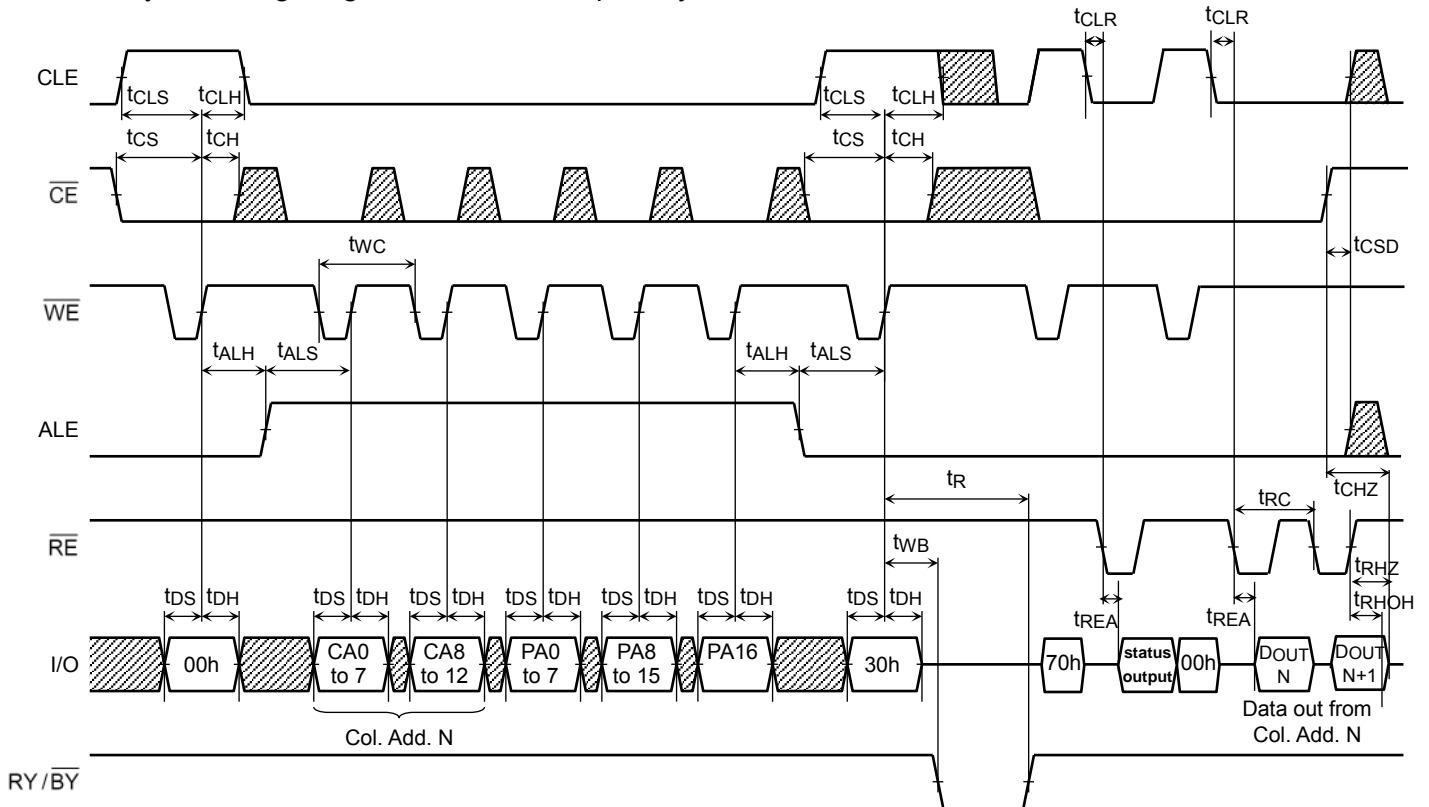 tCLR tCLR
CLE
tCLS tCLH tCLS tCLH
tCS tCH tCS tCH
CE
tCSD
tWC
WE
tALH tALS tALH tALS
ALE
tR
tCHZ
tRC
RE
tWB
tRHZ
tDS tDH tDS tDH tDS tDH tDS tDH tDS tDH tDS tDH tDS tDH
tRHOH
tREA tREA
I/O
00h
CA0 to 7
CA8 to 12
PA0 to 7
PA8 to 15
PA16
30h
70h
status output
00h
DOUT N
DOUT N+1
Col. Add. N
Data out from
Col. Add. N
RY/BY